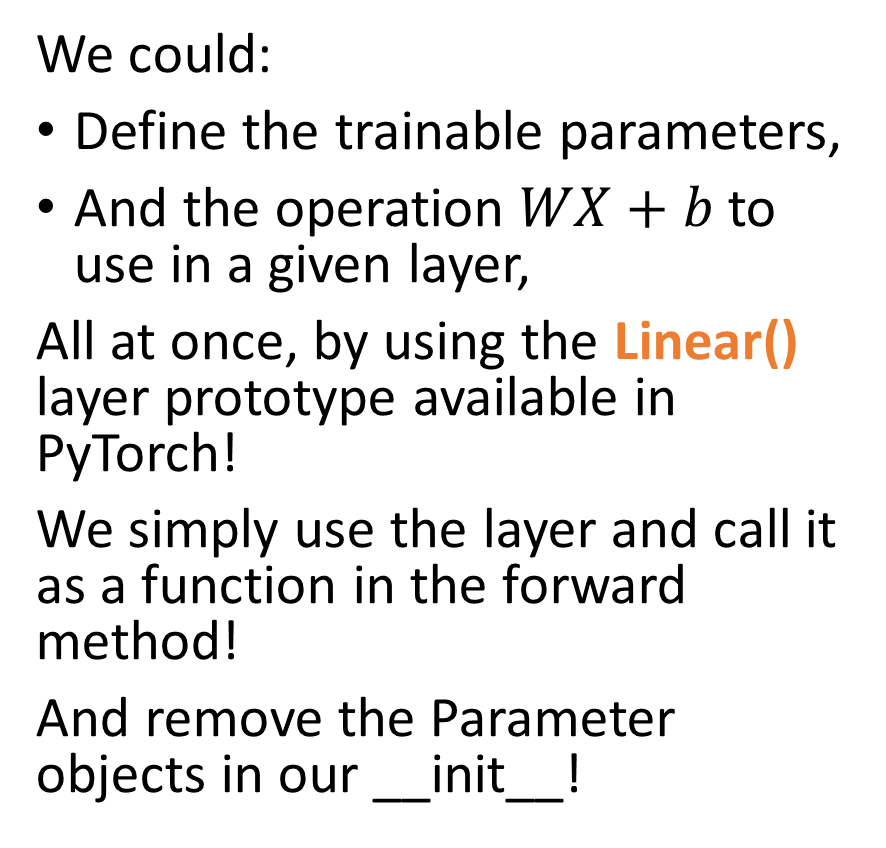 We could:
• Define the trainable parameters,
• And the operation 𝑊𝑋 + 𝑏 to
use in a given layer,
All at once, by using the Linear()
layer prototype available in
PyTorch!
We simply use the layer and call it
as a function in the forward
method!
And remove the Parameter
objects in our __init__!